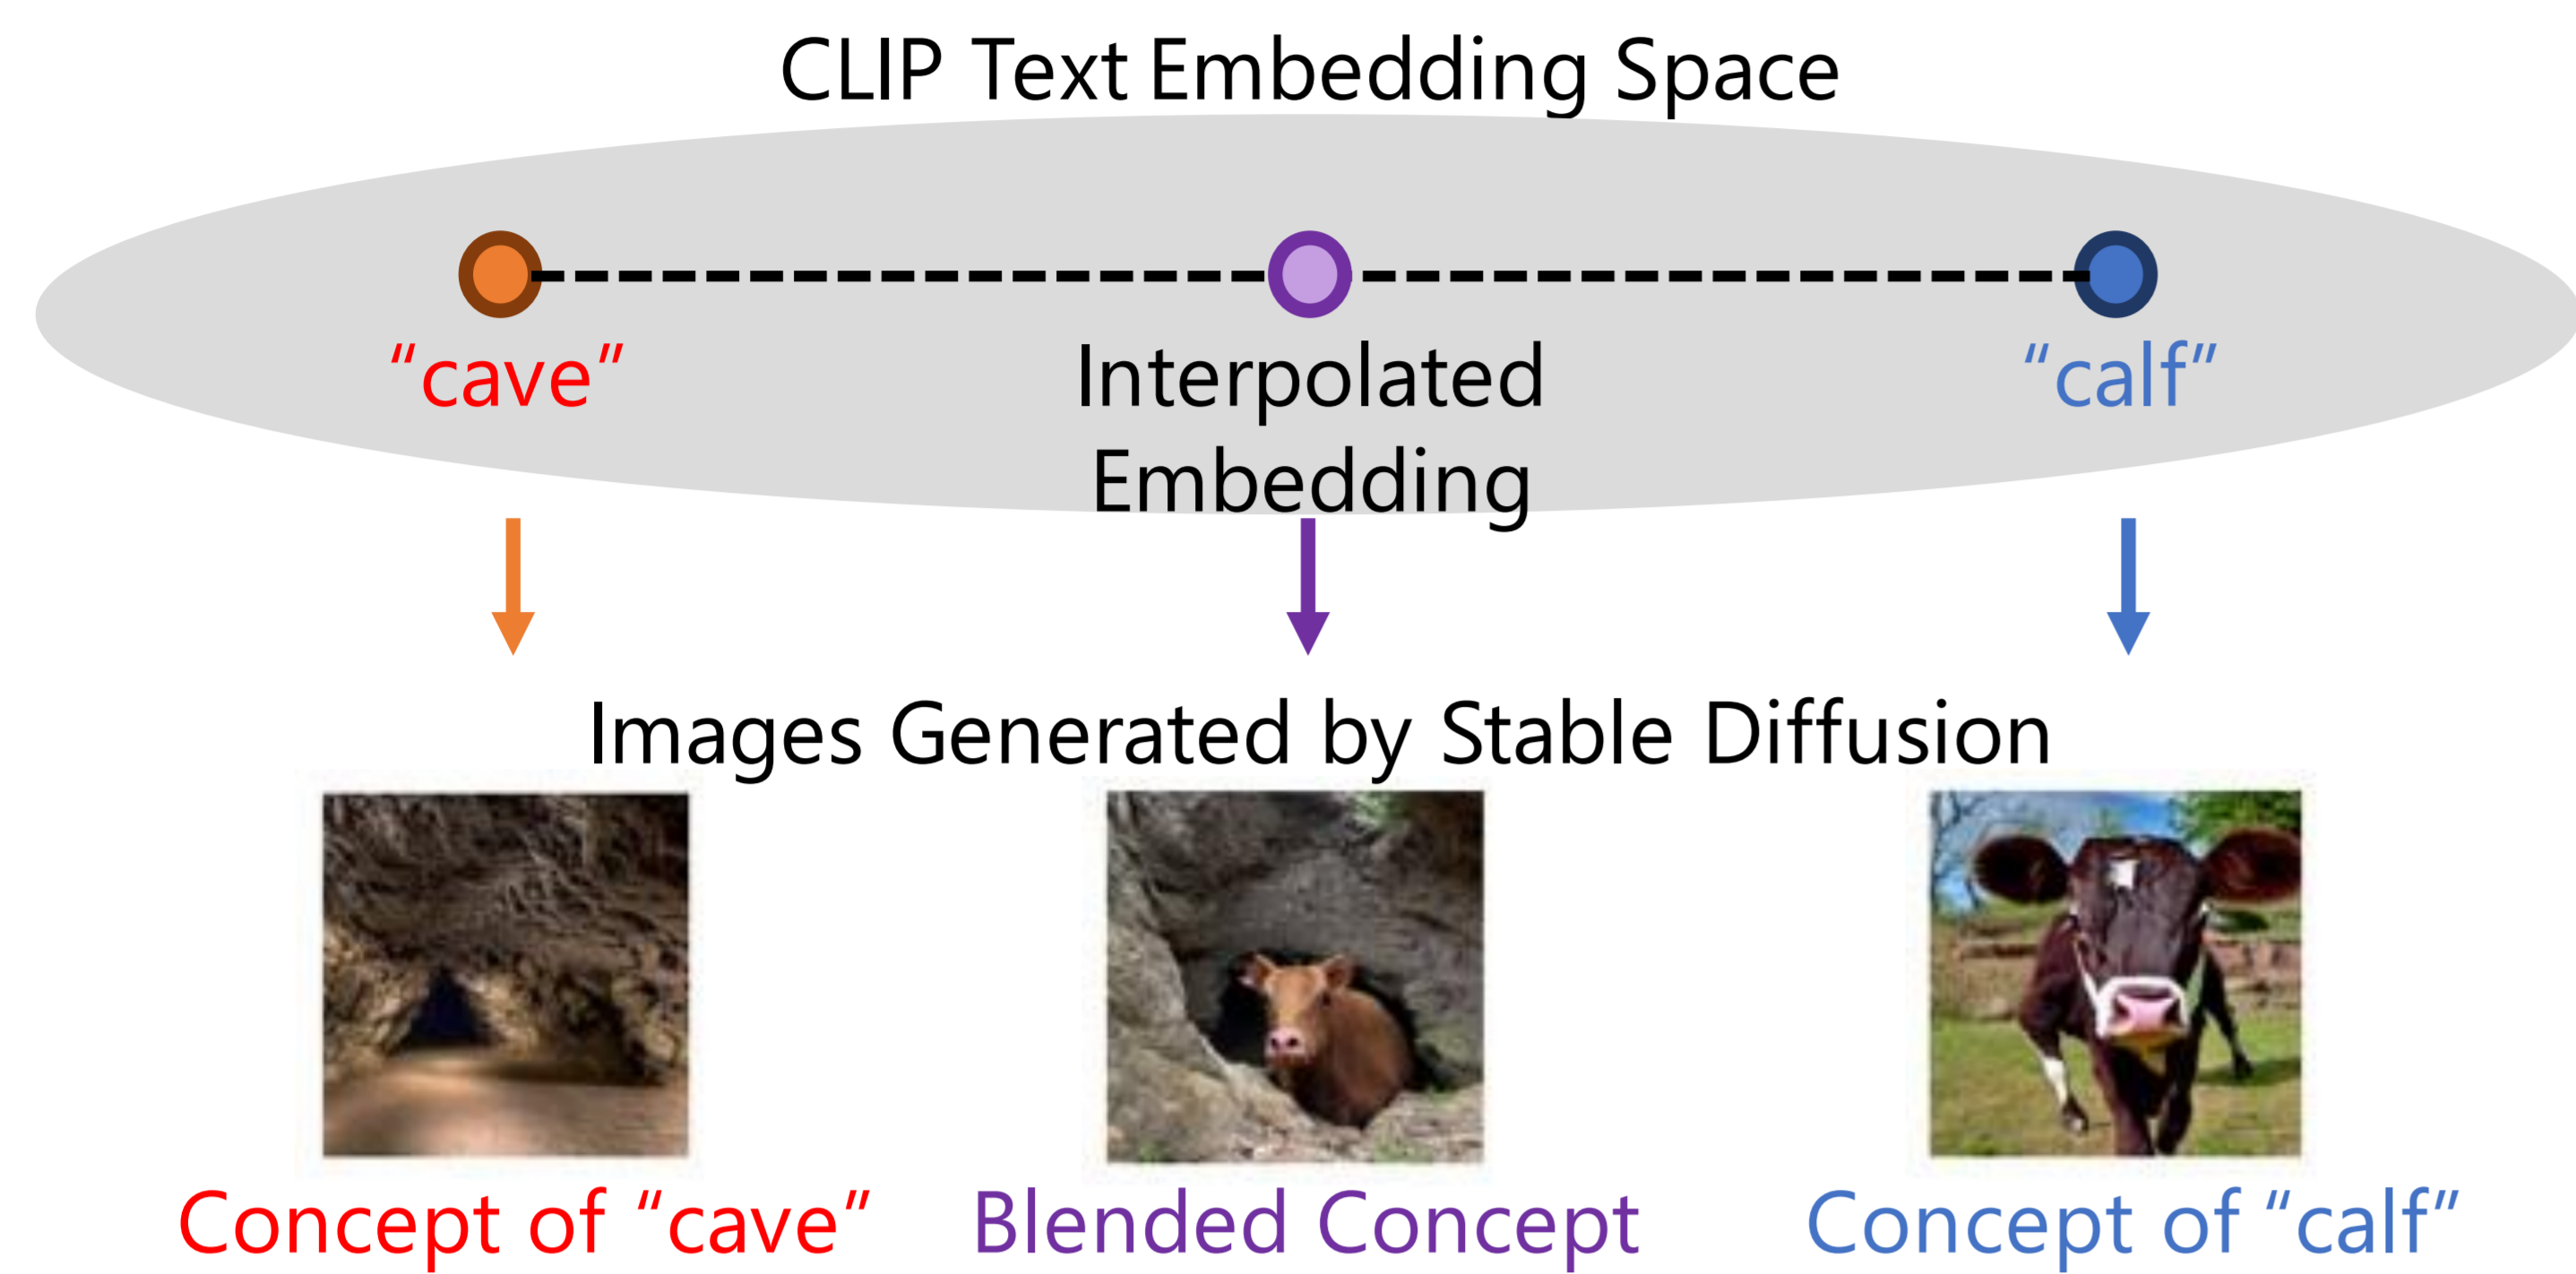 CLIP Text Embedding Space
“cave”
Interpolated
Embedding
“calf”
Images Generated by Stable Diffusion
Concept of “cave”
Blended Concept
Concept of “calf”